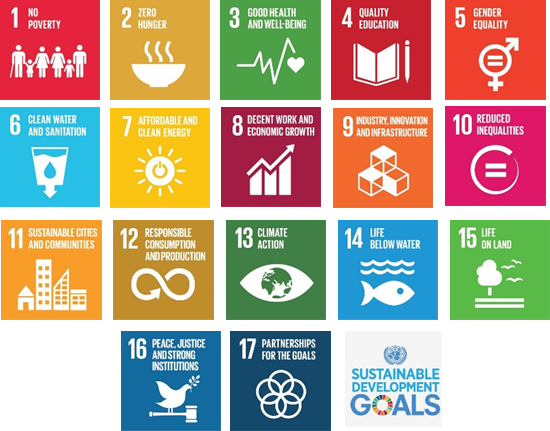 1 NO
POVERTY
2 ZERO
HUNGER
3 GOOD HEALTH
AND WELL-BEING
4 QUALITY
EDUCATION
5 GENDER
EQUALITY
6 CLEAN WATER
AND SANITATION
7 AFFORDABLE AND
CLEAN ENERGY
8 DECENT WORK AND
ECONOMIC GROWTH
9 INDUSTRY, INNOVATION
AND INFRASTRUCTURE
10 REDUCED
INEQUALITIES
11 SUSTAINABLE CITIES
AND COMMUNITIES
12 RESPONSIBLE
CONSUMPTION
AND PRODUCTION
13 CLIMATE
ACTION
14 LIFE
BELOW WATER
15 LIFE
ON LAND
16 PEACE, JUSTICE
AND STRONG
INSTITUTIONS
17 PARTNERSHIPS
FOR THE GOALS
SUSTAINABLE
DEVELOPMENT
GOALS